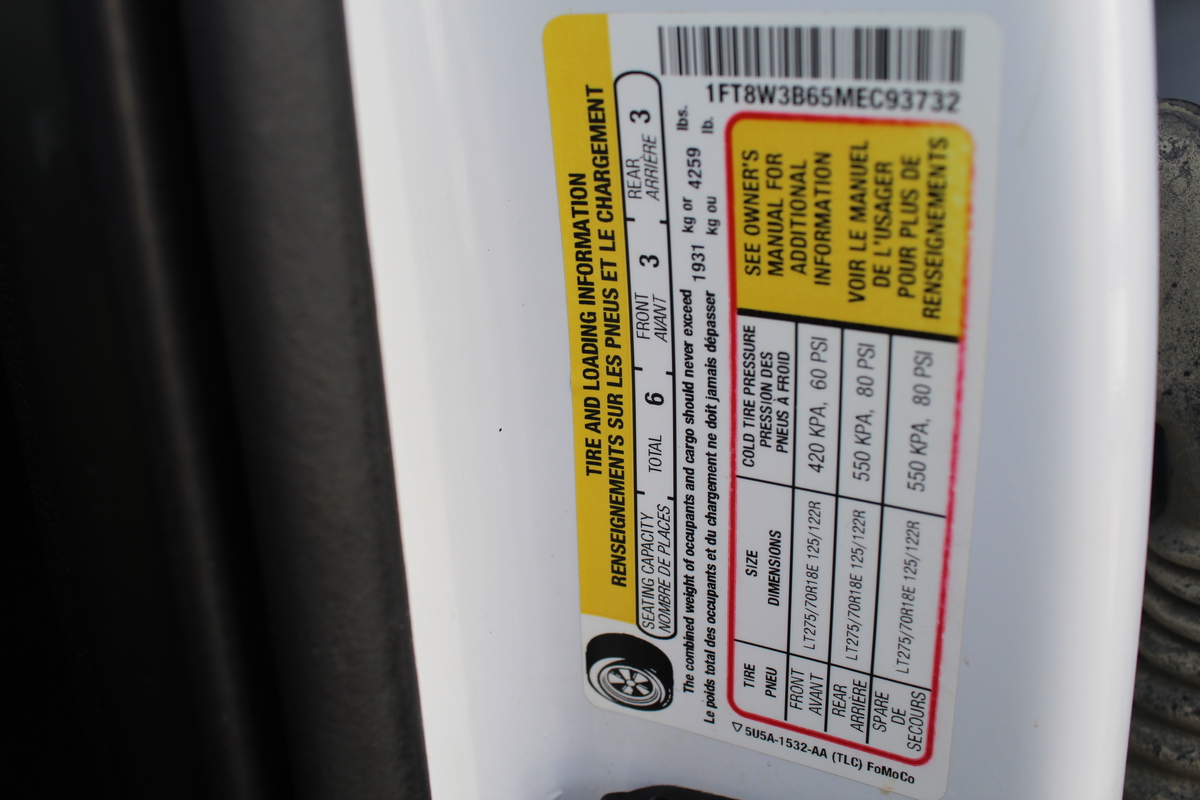 TIRE AND LOADING INFORMATION
RENSEIGNEMENTS SUR LES PNEUS ET LE CHARGEMENT
SEATING CAPACITY TOTAL 6 FRONT 3 REAR 3
NOMBRE DE PLACES AVANT ARRIÈRE
The combined weight of occupants and cargo should never exceed 1931 kg or 4259 lbs.
Le poids total des occupants et du chargement ne doit jamais dépasser kg ou lb.
TIRE SIZE COLD TIRE PRESSURE
PNEU DIMENSIONS PRESSION DES
PNEUS À FROID
FRONT LT275/70R18E 125/122R 420 KPA, 60 PSI
AVANT
REAR LT275/70R18E 125/122R 550 KPA, 80 PSI
ARRIÈRE
SPARE LT275/70R18E 125/122R 550 KPA, 80 PSI
DE
SECOURS
SEE OWNER'S
MANUAL FOR
ADDITIONAL
INFORMATION
VOIR LE MANUEL
DE L'USAGER
POUR PLUS DE
RENSEIGNEMENTS
1FT8W3B65MEC93732
5U5A-1532-AA (TLC) FoMoCo